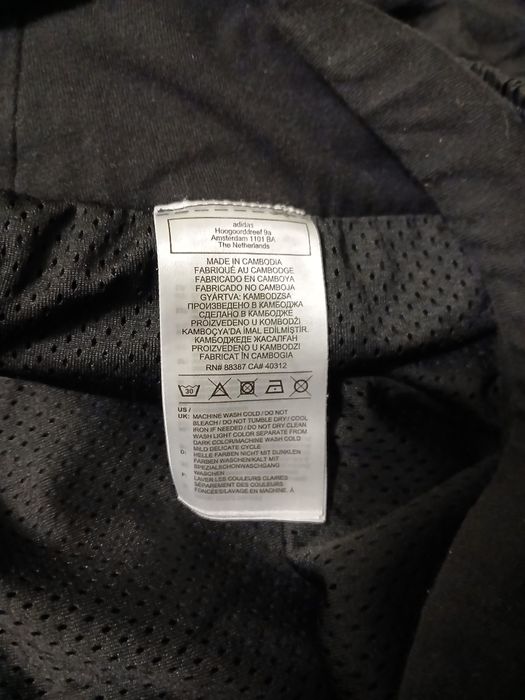 adidas
Hoogoorddreef 9a
Amsterdam 1101 BA
The Netherlands
MADE IN CAMBODIA
FABRIQUÉ AU CAMBODGE
FABRICADO EN CAMBOYA
FABRICADO NO CAMBOJA
GYÁRTVA: KAMBODZSA
ПРОИЗВЕДЕНО В КАМБОДЖА
СДЕЛАНО В КАМБОДЖЕ
PROIZVEDENO U KOMBODŽI
KAMBOÇYA'DA İMAL EDİLMİŞTİR.
КАМБОДЖЕДЕ ЖАСАЛҒАН
PROIZVEDENO U KAMBODZI
FABRICAT ÎN CAMBOGIA
RN# 88387 CA# 40312
30
US /
UK: MACHINE WASH COLD / DO NOT
BLEACH / DO NOT TUMBLE DRY / COOL
IRON IF NEEDED / DO NOT DRY CLEAN
WASH LIGHT COLOR SEPARATE FROM
DARK COLOR/MACHINE WASH COLD
MILD DELICATE CYCLE
D: HELLE FARBEN NICHT MIT DUNKLEN
FARBEN WASCHEN/KALT MIT
SPEZIALSCHONWASCHGANG
WASCHEN
F: LAVER LES COULEURS CLAIRES
SÉPAREMENT DES COULEURS
FONCÉES/LAVAGE EN MACHINE, À